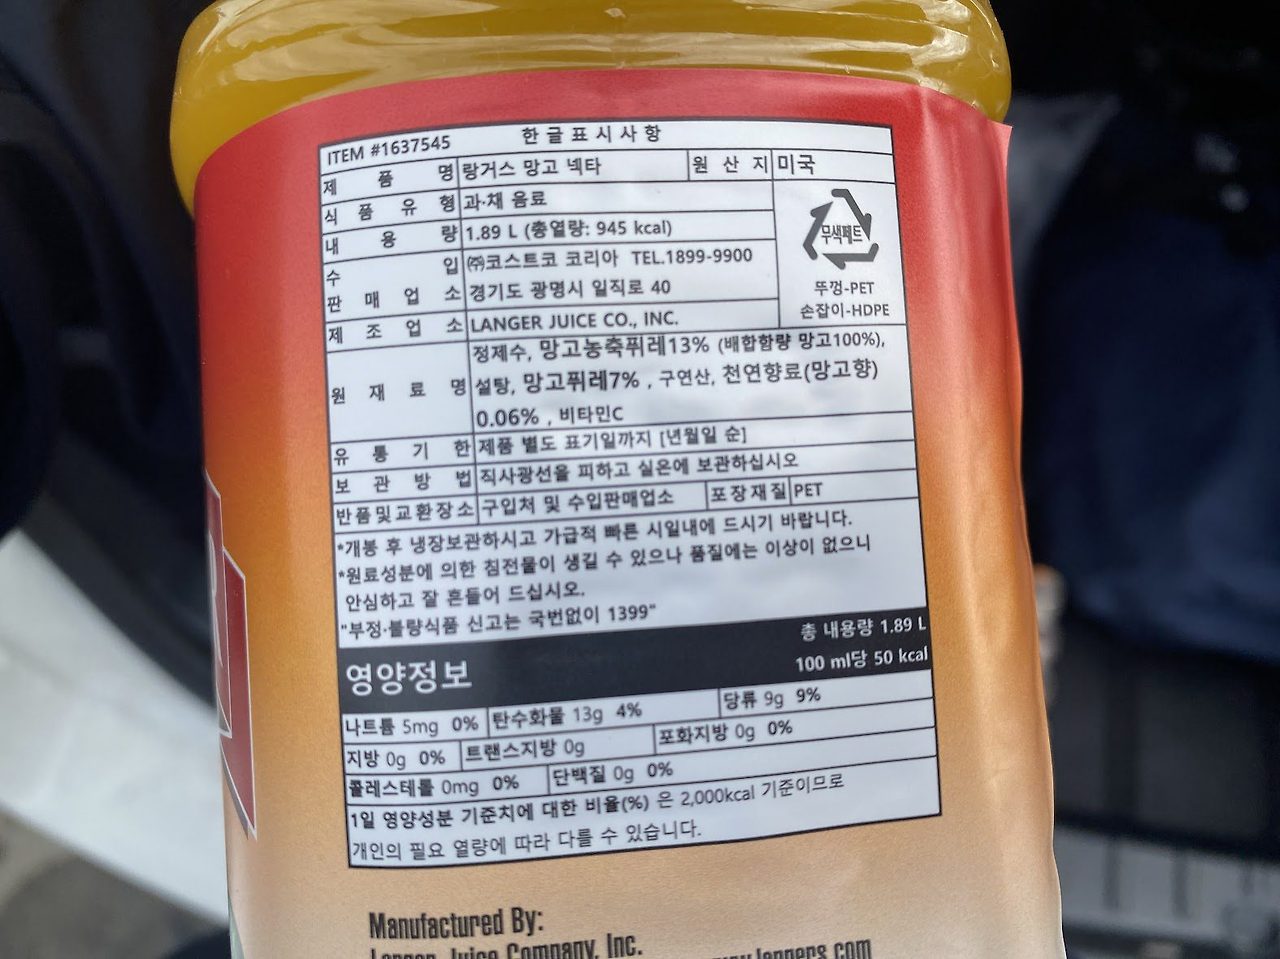 ITEM #1637545 한글표시사항
제 품 명 랑거스 망고 넥타 원 산 지 미국
식 품 유 형 과·채 음료
내 용 량 1.89 L (총열량: 945 kcal)
무색페트
수 입 ㈜코스트코 코리아 TEL.1899-9900
판 매 업 소 경기도 광명시 일직로 40
뚜껑-PET
손잡이-HDPE
제 조 업 소 LANGER JUICE CO., INC.
정제수, 망고농축퓌레13% (배합함량 망고100%),
원 재 료 명 설탕, 망고퓌레7% , 구연산, 천연향료(망고향)
0.06% , 비타민C
유 통 기 한 제품 별도 표기일까지 [년월일 순]
보 관 방 법 직사광선을 피하고 실온에 보관하십시오
반품및교환장소 구입처 및 수입판매업소 포장재질 PET
*개봉 후 냉장보관하시고 가급적 빠른 시일내에 드시기 바랍니다.
*원료성분에 의한 침전물이 생길 수 있으나 품질에는 이상이 없으니
안심하고 잘 흔들어 드십시오.
"부정·불량식품 신고는 국번없이 1399"
영양정보
총 내용량 1.89 L
100 ml당 50 kcal
나트륨 5mg 0% 탄수화물 13g 4% 당류 9g 9%
지방 0g 0% 트랜스지방 0g 포화지방 0g 0%
콜레스테롤 0mg 0% 단백질 0g 0%
1일 영양성분 기준치에 대한 비율(%) 은 2,000kcal 기준이므로
개인의 필요 열량에 따라 다를 수 있습니다.
Manufactured By:
Langer Juice Company, Inc.